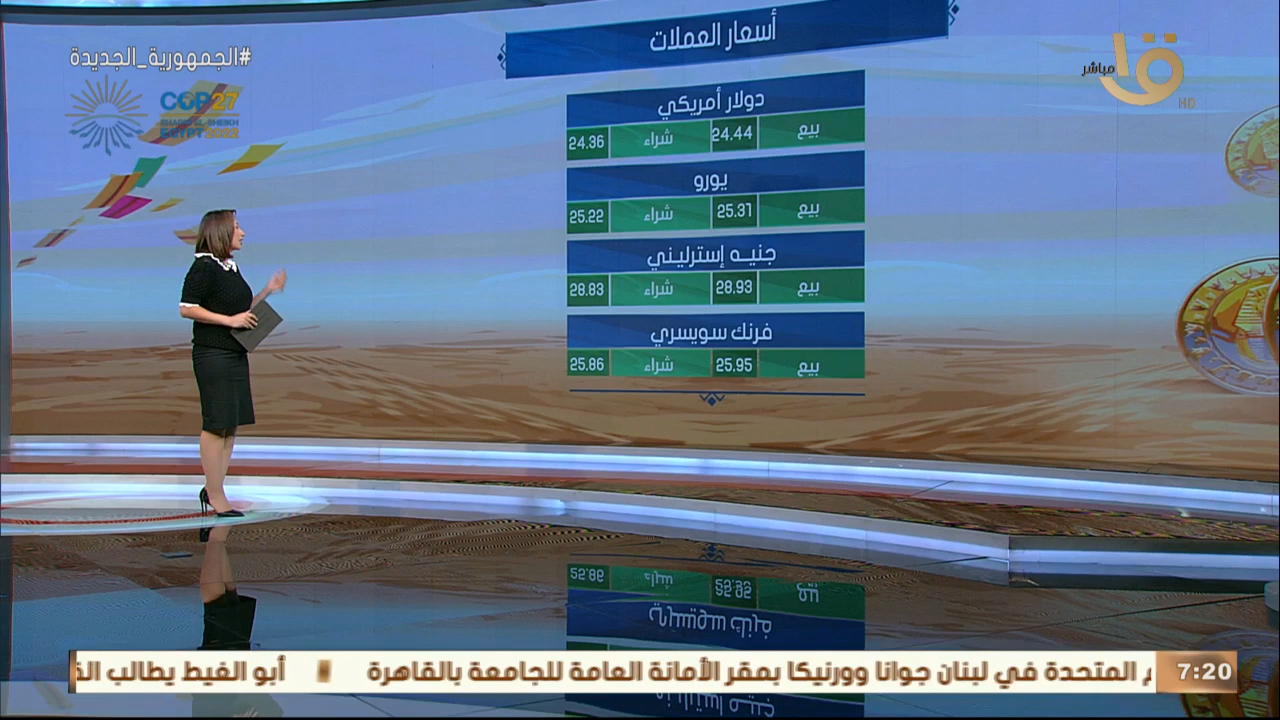 #الجمهورية_الجديدة
COP27
SHARM EL-SHEIKH
EGYPT 2022
مباشر
HD
أسعار العملات
دولار أمريكي
بيع 24.44 شراء 24.36
يورو
بيع 25.31 شراء 25.22
جنيه إسترليني
بيع 28.93 شراء 28.83
فرنك سويسري
بيع 25.95 شراء 25.86
7:20 م المتحدة في لبنان جوانا وورنيكا بمقر الأمانة العامة للجامعة بالقاهرة أبو الغيط يطالب